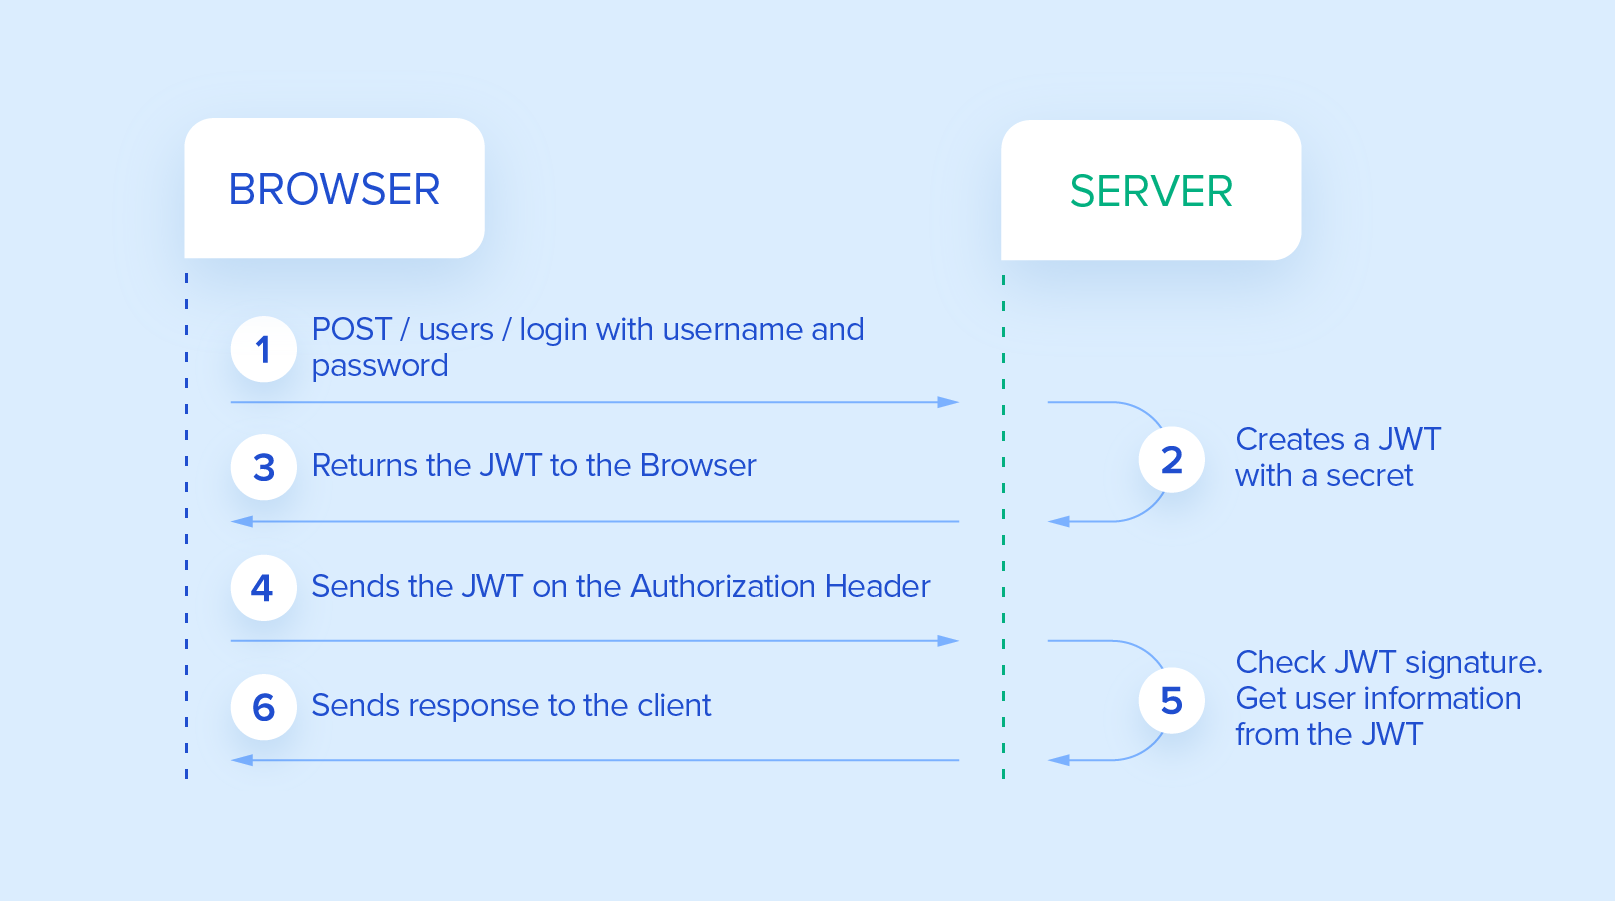 BROWSER
SERVER
1
POST / users / login with username and
password
2
Creates a JWT
with a secret
3
Returns the JWT to the Browser
4
Sends the JWT on the Authorization Header
5
Check JWT signature.
Get user information
from the JWT
6
Sends response to the client